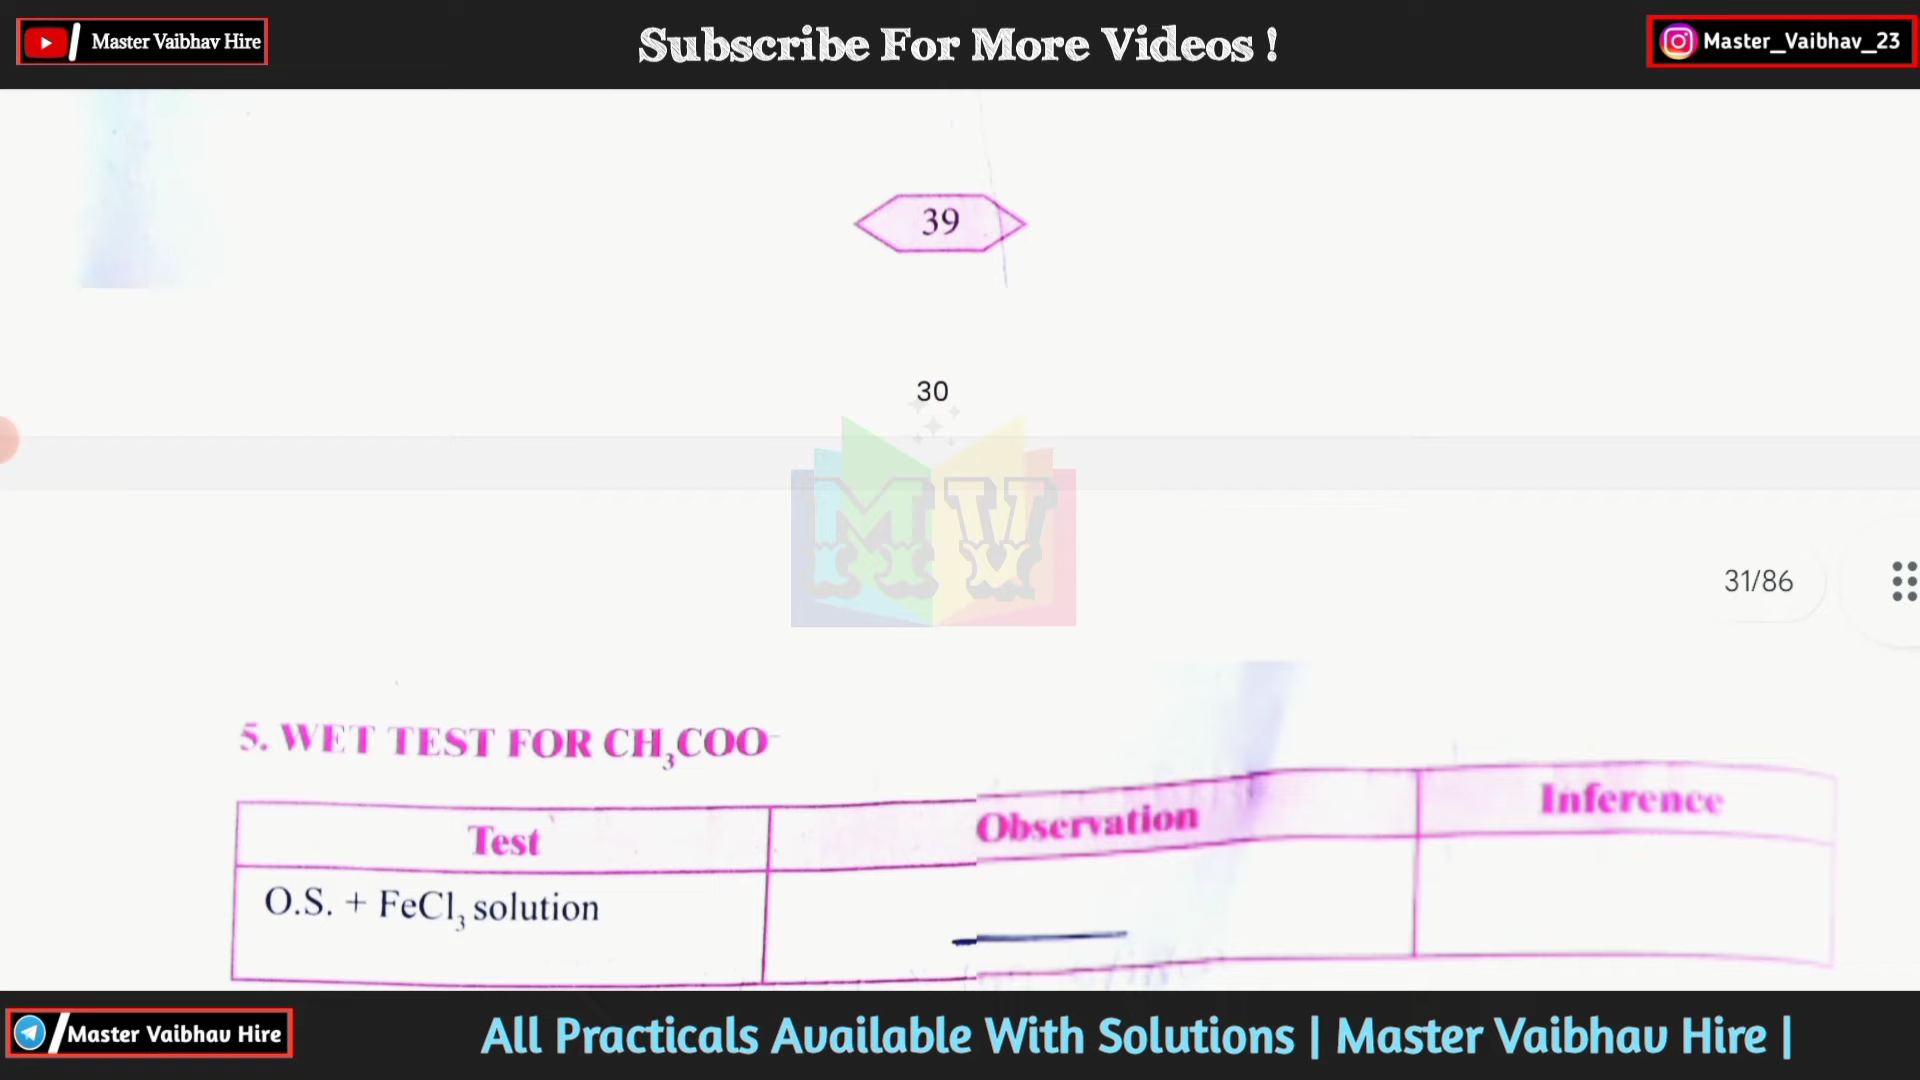 Master Vaibhav Hire
Subscribe For More Videos !
Master_Vaibhav_23
39
30
MV
31/86
5. WET TEST FOR CH₃COO⁻
Test Observation Inference
O.S. + FeCl₃ solution
Master Vaibhav Hire
All Practicals Available With Solutions | Master Vaibhav Hire |